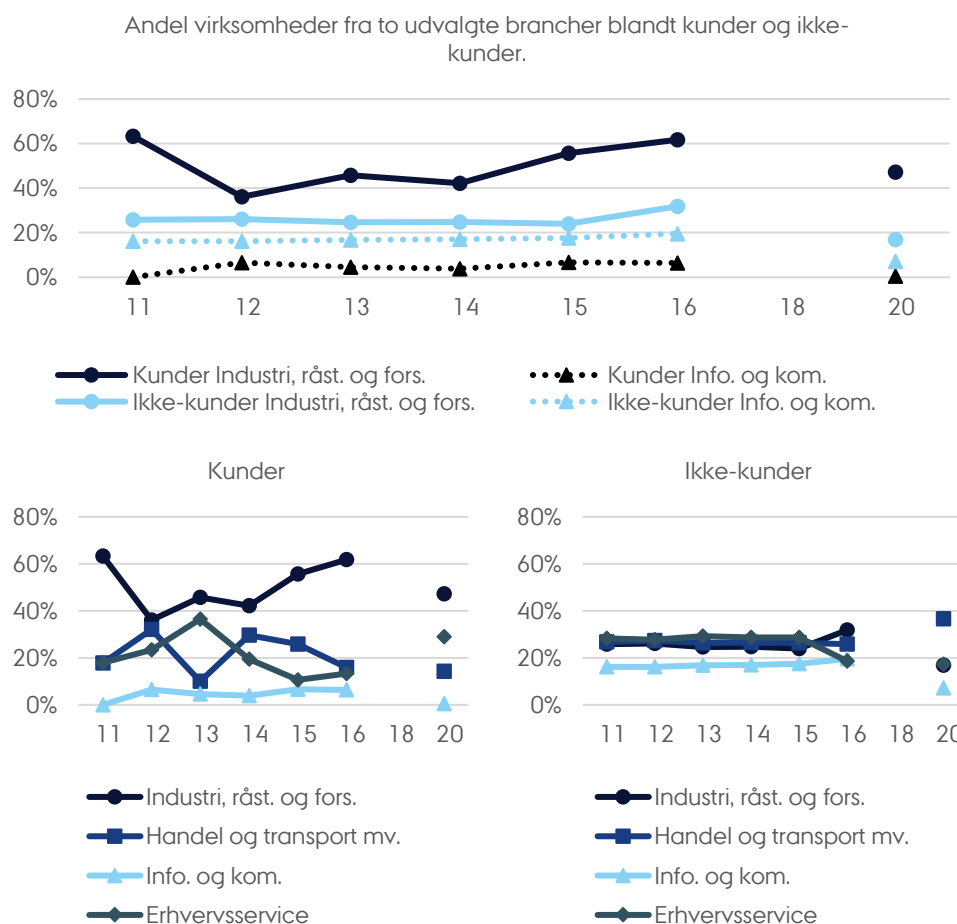 Andel virksomheder fra to udvalgte brancher blandt kunder og ikke-
kunder.
80%
60%
40%
20%
0%
11 12 13 14 15 16 18 20
Kunder Industri, råst. og fors.
Kunder Info. og kom.
Ikke-kunder Industri, råst. og fors.
Ikke-kunder Info. og kom.
Kunder
80%
60%
40%
20%
0%
11 12 13 14 15 16 18 20
Industri, råst. og fors.
Handel og transport mv.
Info. og kom.
Erhvervsservice
Ikke-kunder
80%
60%
40%
20%
0%
11 12 13 14 15 16 18 20
Industri, råst. og fors.
Handel og transport mv.
Info. og kom.
Erhvervsservice